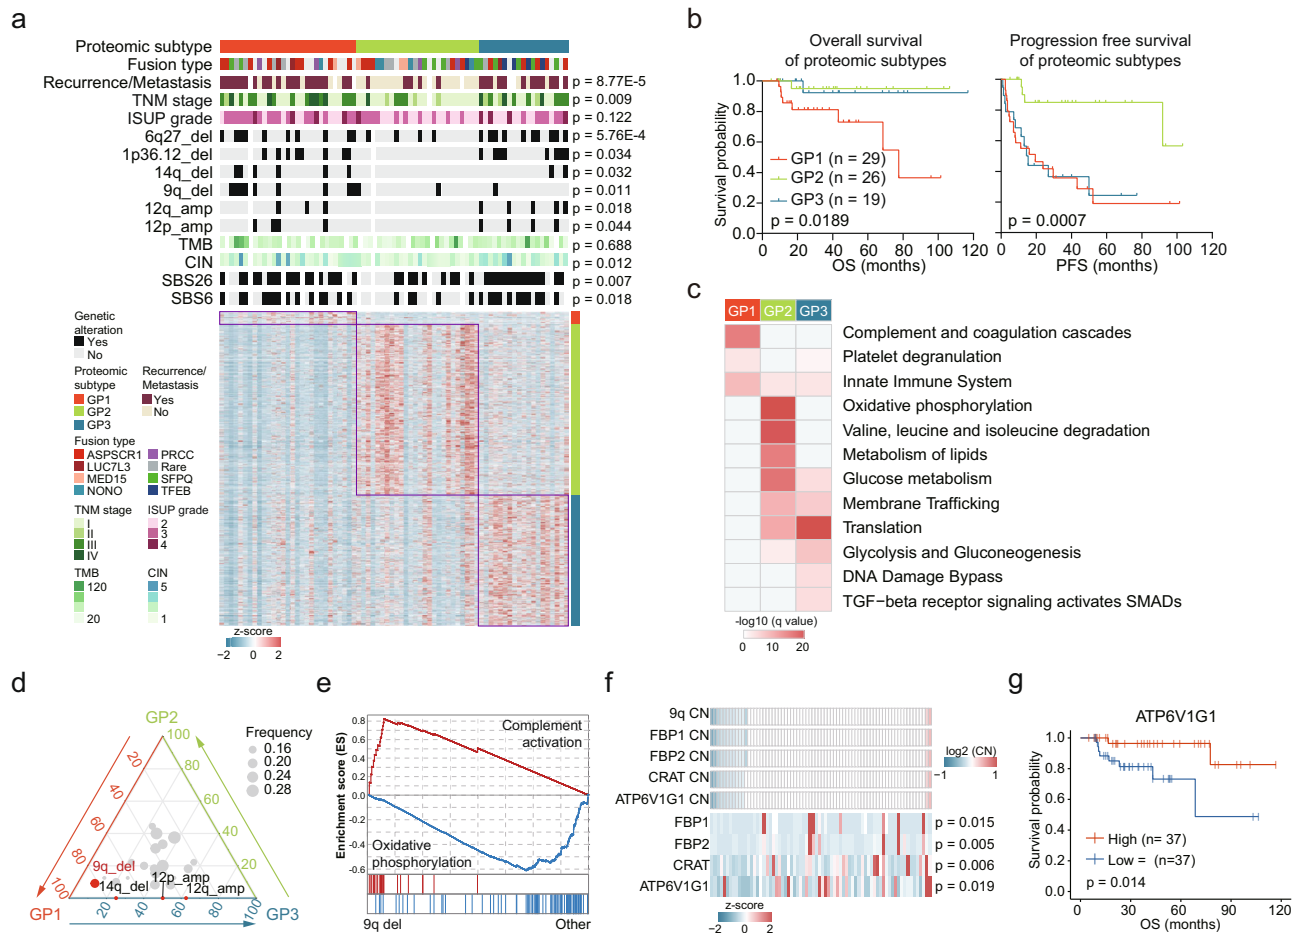 a
Proteomic subtype
Fusion type
Recurrence/Metastasis p = 8.77E-5
TNM stage p = 0.009
ISUP grade p = 0.122
6q27_del p = 5.76E-4
1p36.12_del p = 0.034
14q_del p = 0.032
9q_del p = 0.011
12q_amp p = 0.018
12p_amp p = 0.044
TMB p = 0.688
CIN p = 0.012
SBS26 p = 0.007
SBS6 p = 0.018
Genetic
alteration
Yes
No
Proteomic
subtype
GP1
GP2
GP3
Recurrence/
Metastasis
Yes
No
Fusion type
ASPSCR1 PRCC
LUC7L3 Rare
MED15 SFPQ
NONO TFEB
TNM stage
I
II
III
IV
ISUP grade
2
3
4
TMB
120
20
CIN
5
1
z-score
−2 0 2
b
Overall survival
of proteomic subtypes
Survival probability
1.0
0.8
0.6
0.4
0.2
0.0
GP1 (n = 29)
GP2 (n = 26)
GP3 (n = 19)
p = 0.0189
0 20 40 60 80 100 120
OS (months)
Progression free survival
of proteomic subtypes
p = 0.0007
0 20 40 60 80 100 120
PFS (months)
c
GP1 GP2 GP3
Complement and coagulation cascades
Platelet degranulation
Innate Immune System
Oxidative phosphorylation
Valine, leucine and isoleucine degradation
Metabolism of lipids
Glucose metabolism
Membrane Trafficking
Translation
Glycolysis and Gluconeogenesis
DNA Damage Bypass
TGF−beta receptor signaling activates SMADs
-log10 (q value)
0 10 20
d
GP2
100
80
60
40
20
20
40
60
80
100
Frequency
0.16
0.20
0.24
0.28
9q_del
14q_del
12p_amp
12q_amp
GP1
20 40 60 80 100
GP3
e
Enrichment score (ES)
0.8
0.6
0.4
0.2
0.0
-0.2
-0.4
-0.6
Complement
activation
Oxidative
phosphorylation
9q del Other
f
9q CN
FBP1 CN
FBP2 CN
CRAT CN
ATP6V1G1 CN
log2 (CN)
−1 1
FBP1 p = 0.015
FBP2 p = 0.005
CRAT p = 0.006
ATP6V1G1 p = 0.019
z-score
−2 0 2
g
ATP6V1G1
Survival probability
1.0
0.8
0.6
0.4
0.2
0.0
High (n= 37)
Low = (n=37)
p = 0.014
0 30 60 90 120
OS (months)